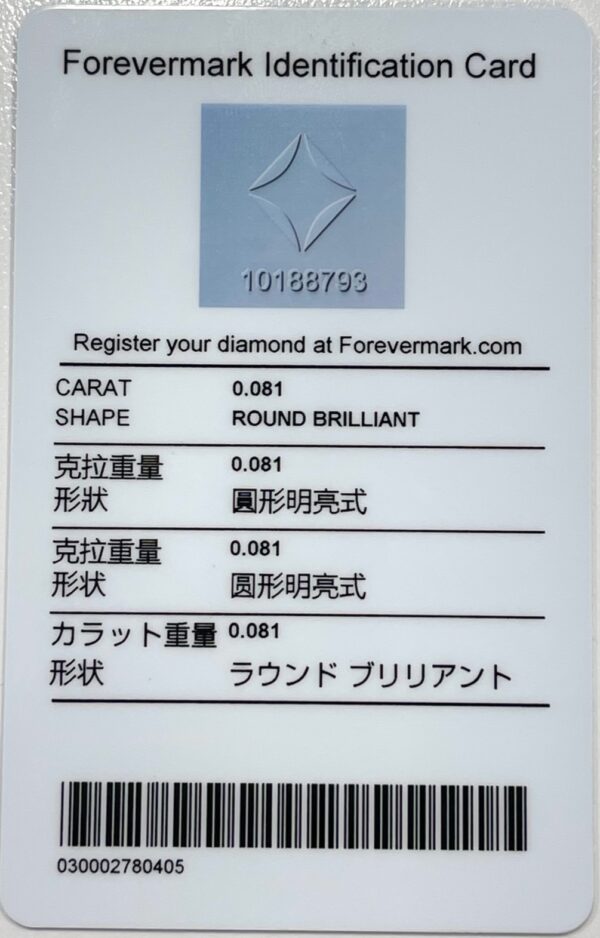 Forevermark Identification Card
10188793
Register your diamond at Forevermark.com
CARAT 0.081
SHAPE ROUND BRILLIANT
克拉重量 0.081
形狀 圓形明亮式
克拉重量 0.081
形状 圆形明亮式
カラット重量 0.081
形状 ラウンド ブリリアント
030002780405